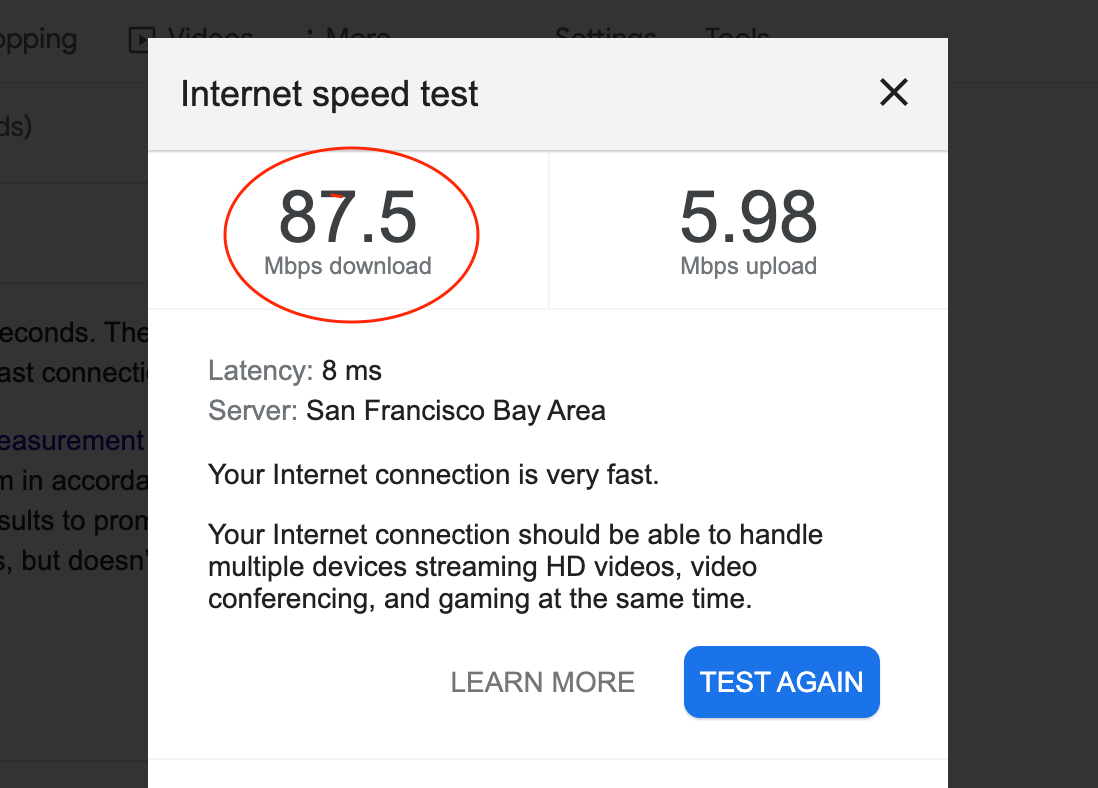 Videos
More
Settings
Tools
Internet speed test
87.5
5.98
Mbps download
Mbps upload
Latency: 8 ms
Server: San Francisco Bay Area
Your Internet connection is very fast.
Your Internet connection should be able to handle
multiple devices streaming HD videos, video
conferencing, and gaming at the same time.
LEARN MORE
TEST AGAIN
opping
ds)
econds. The
ast connecti
easurement
m in accorda
sults to prom
s, but doesn't